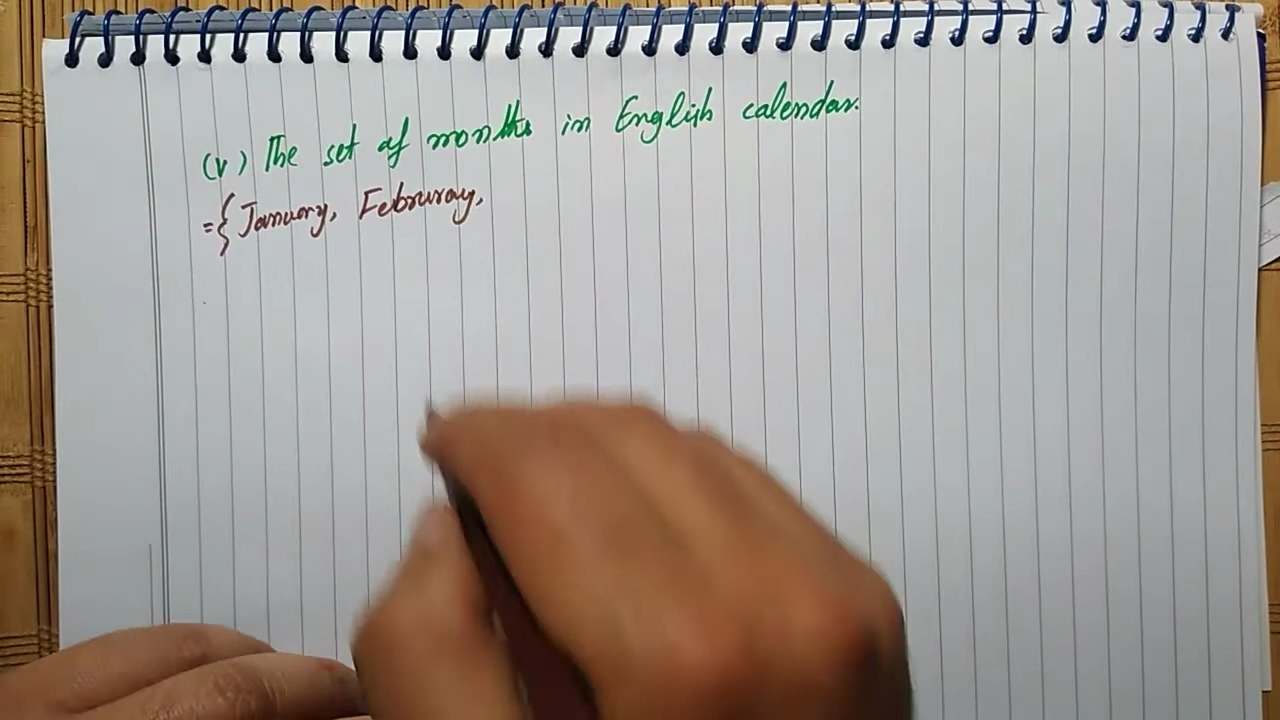 (v) The set of months in English calendar.
={January, Februray,